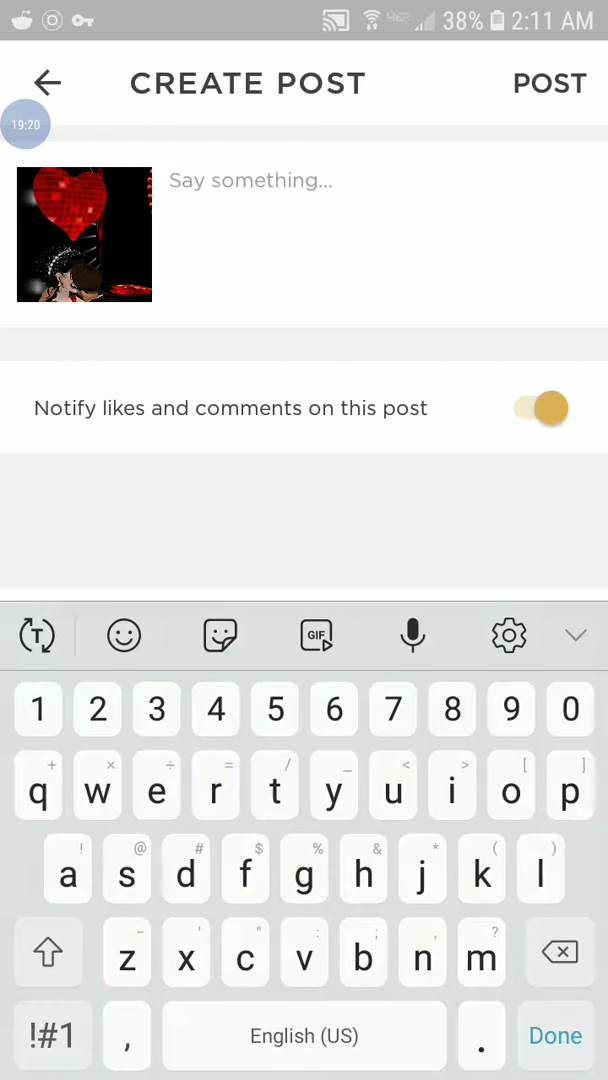 38% 2:11 AM
CREATE POST POST
19:20
Say something...
Notify likes and comments on this post
T GIF
1 2 3 4 5 6 7 8 9 0
+ × ÷ = / _ < > [ ]
q w e r t y u i o p
! @ # $ % & * ( )
a s d f g h j k l
- ' " : ; , ?
z x c v b n m
!#1 , English (US) . Done